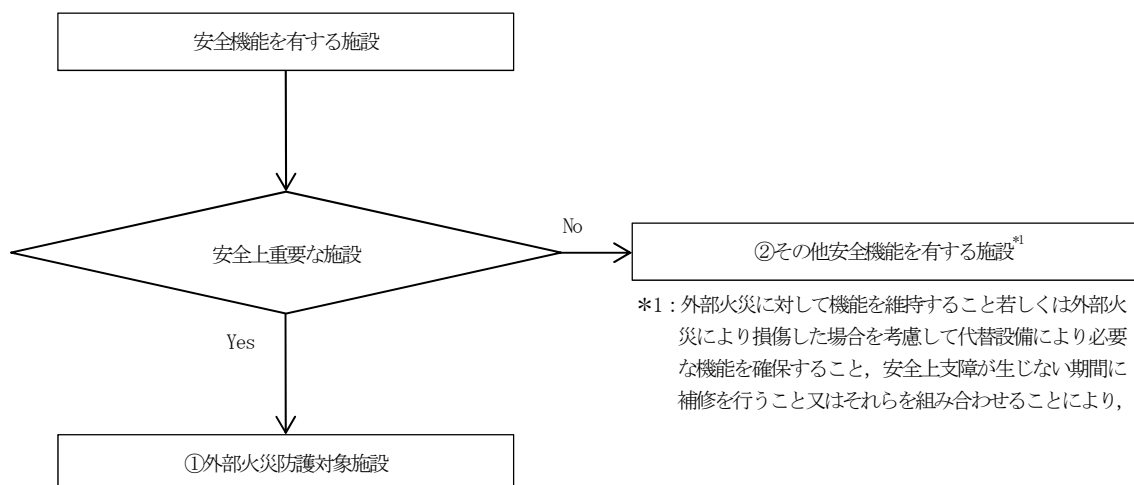 安全機能を有する施設
安全上重要な施設
No
②その他安全機能を有する施設*1
*1：外部火災に対して機能を維持すること若しくは外部火
災により損傷した場合を考慮して代替設備により必要
な機能を確保すること，安全上支障が生じない期間に
補修を行うこと又はそれらを組み合わせることにより，
Yes
①外部火災防護対象施設